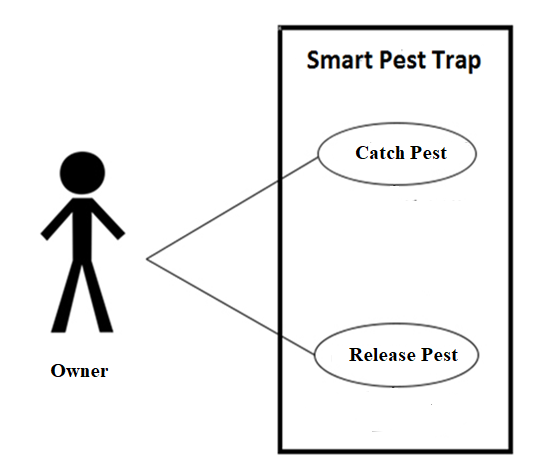 Smart Pest Trap
Catch Pest
Release Pest
Owner